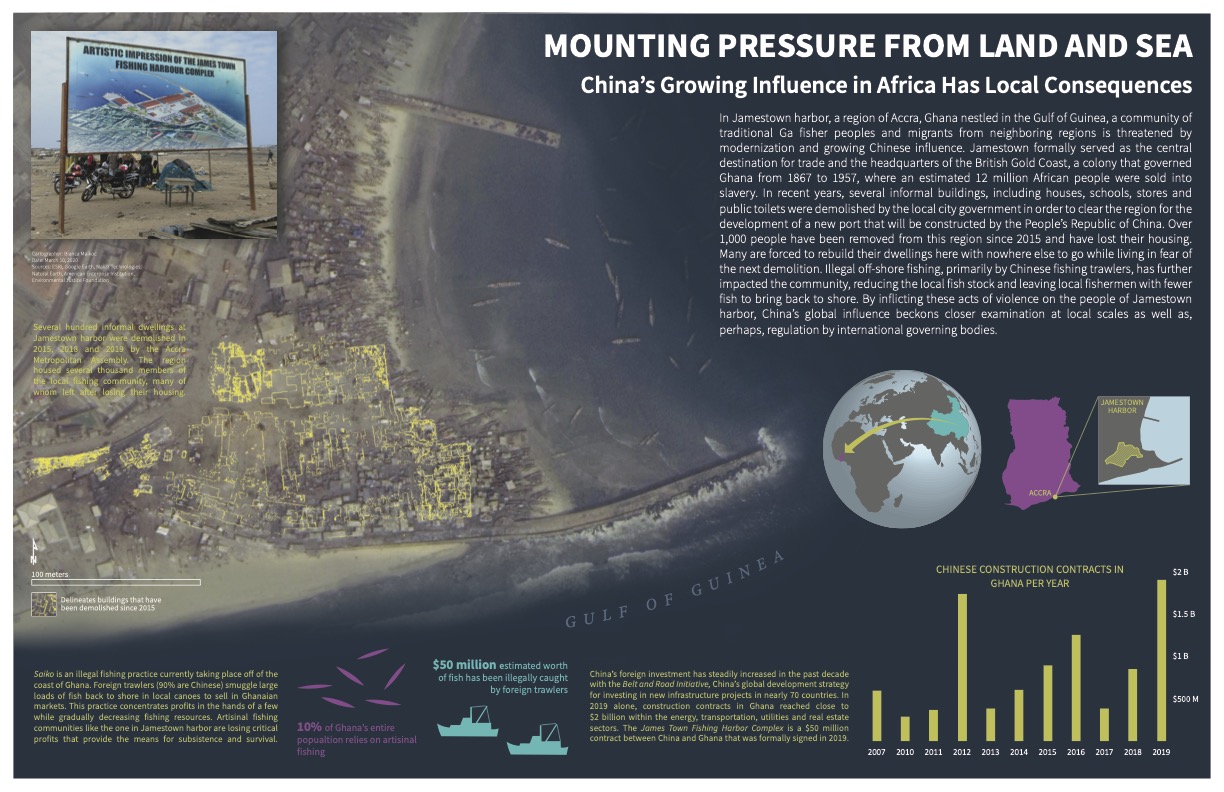 ARTISTIC IMPRESSION OF THE JAMES TOWN
FISHING HARBOUR COMPLEX
MOUNTING PRESSURE FROM LAND AND SEA
China's Growing Influence in Africa Has Local Consequences
In Jamestown harbor, a region of Accra, Ghana nestled in the Gulf of Guinea, a community of
traditional Ga fisher peoples and migrants from neighboring regions is threatened by
modernization and growing Chinese influence. Jamestown formally served as the central
destination for trade and the headquarters of the British Gold Coast, a colony that governed
Ghana from 1867 to 1957, where an estimated 12 million African people were sold into
slavery. In recent years, several informal buildings, including houses, schools, stores and
public toilets were demolished by the local city government in order to clear the region for the
development of a new port that will be constructed by the People's Republic of China. Over
1,000 people have been removed from this region since 2015 and have lost their housing.
Many are forced to rebuild their dwellings here with nowhere else to go while living in fear of
the next demolition. Illegal off-shore fishing, primarily by Chinese fishing trawlers, has further
impacted the community, reducing the local fish stock and leaving local fishermen with fewer
fish to bring back to shore. By inflicting these acts of violence on the people of Jamestown
harbor, China's global influence beckons closer examination at local scales as well as,
perhaps, regulation by international governing bodies.
Date: March 10, 2020
Sources: ESRI, Google Earth, Maxar Technologies,
Natural Earth, American Enterprise Institution,
Environmental Justice Foundation
Several hundred informal dwellings at
Jamestown harbor were demolished in
2015, 2018 and 2019 by the Accra
Metropolitan Assembly. The region
housed several thousand members of
the local fishing community, many of
whom left after losing their housing.
JAMESTOWN
HARBOR
ACCRA
N
100 meters
Delineates buildings that have
been demolished since 2015
GULF OF GUINEA
CHINESE CONSTRUCTION CONTRACTS IN
GHANA PER YEAR
$2 B
$1.5 B
$1 B
$500 M
2007 2010 2011 2012 2013 2014 2015 2016 2017 2018 2019
Saiko is an illegal fishing practice currently taking place off of the
coast of Ghana. Foreign trawlers (90% are Chinese) smuggle large
loads of fish back to shore in local canoes to sell in Ghanaian
markets. This practice concentrates profits in the hands of a few
while gradually decreasing fishing resources. Artisinal fishing
communities like the one in Jamestown harbor are losing critical
profits that provide the means for subsistence and survival.
10% of Ghana's entire
popualtion relies on artisinal
fishing
$50 million estimated worth
of fish has been illegally caught
by foreign trawlers
China's foreign investment has steadily increased in the past decade
with the Belt and Road Initiative, China's global development strategy
for investing in new infrastructure projects in nearly 70 countries. In
2019 alone, construction contracts in Ghana reached close to
$2 billion within the energy, transportation, utilities and real estate
sectors. The James Town Fishing Harbor Complex is a $50 million
contract between China and Ghana that was formally signed in 2019.